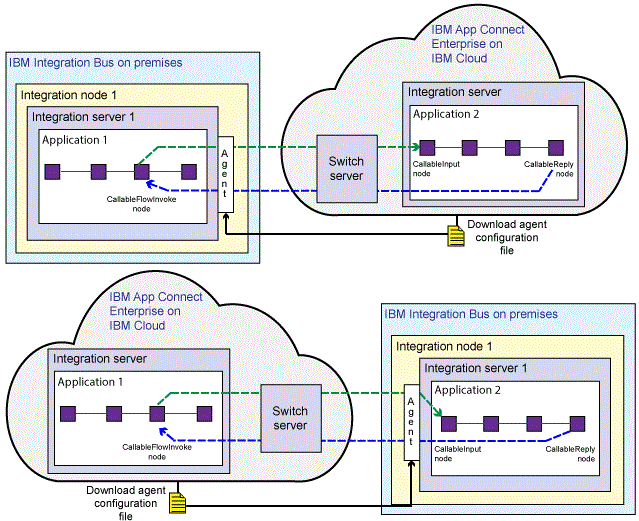 IBM App Connect
Enterprise on
IBM Cloud
IBM Integration Bus on premises
Integration node 1
Integration server 1
Application 1
CallableFlowInvoke
node
Agent
Switch
server
Integration server
Application 2
CallableInput
node
CallableReply
node
Download agent
configuration
file
IBM App Connect
Enterprise on
IBM Cloud
Integration server
Application 1
CallableFlowInvoke
node
Switch
server
Download agent
configuration
file
IBM Integration Bus on premises
Integration node 1
Integration server 1
Agent
Application 2
CallableInput
node
CallableReply
node